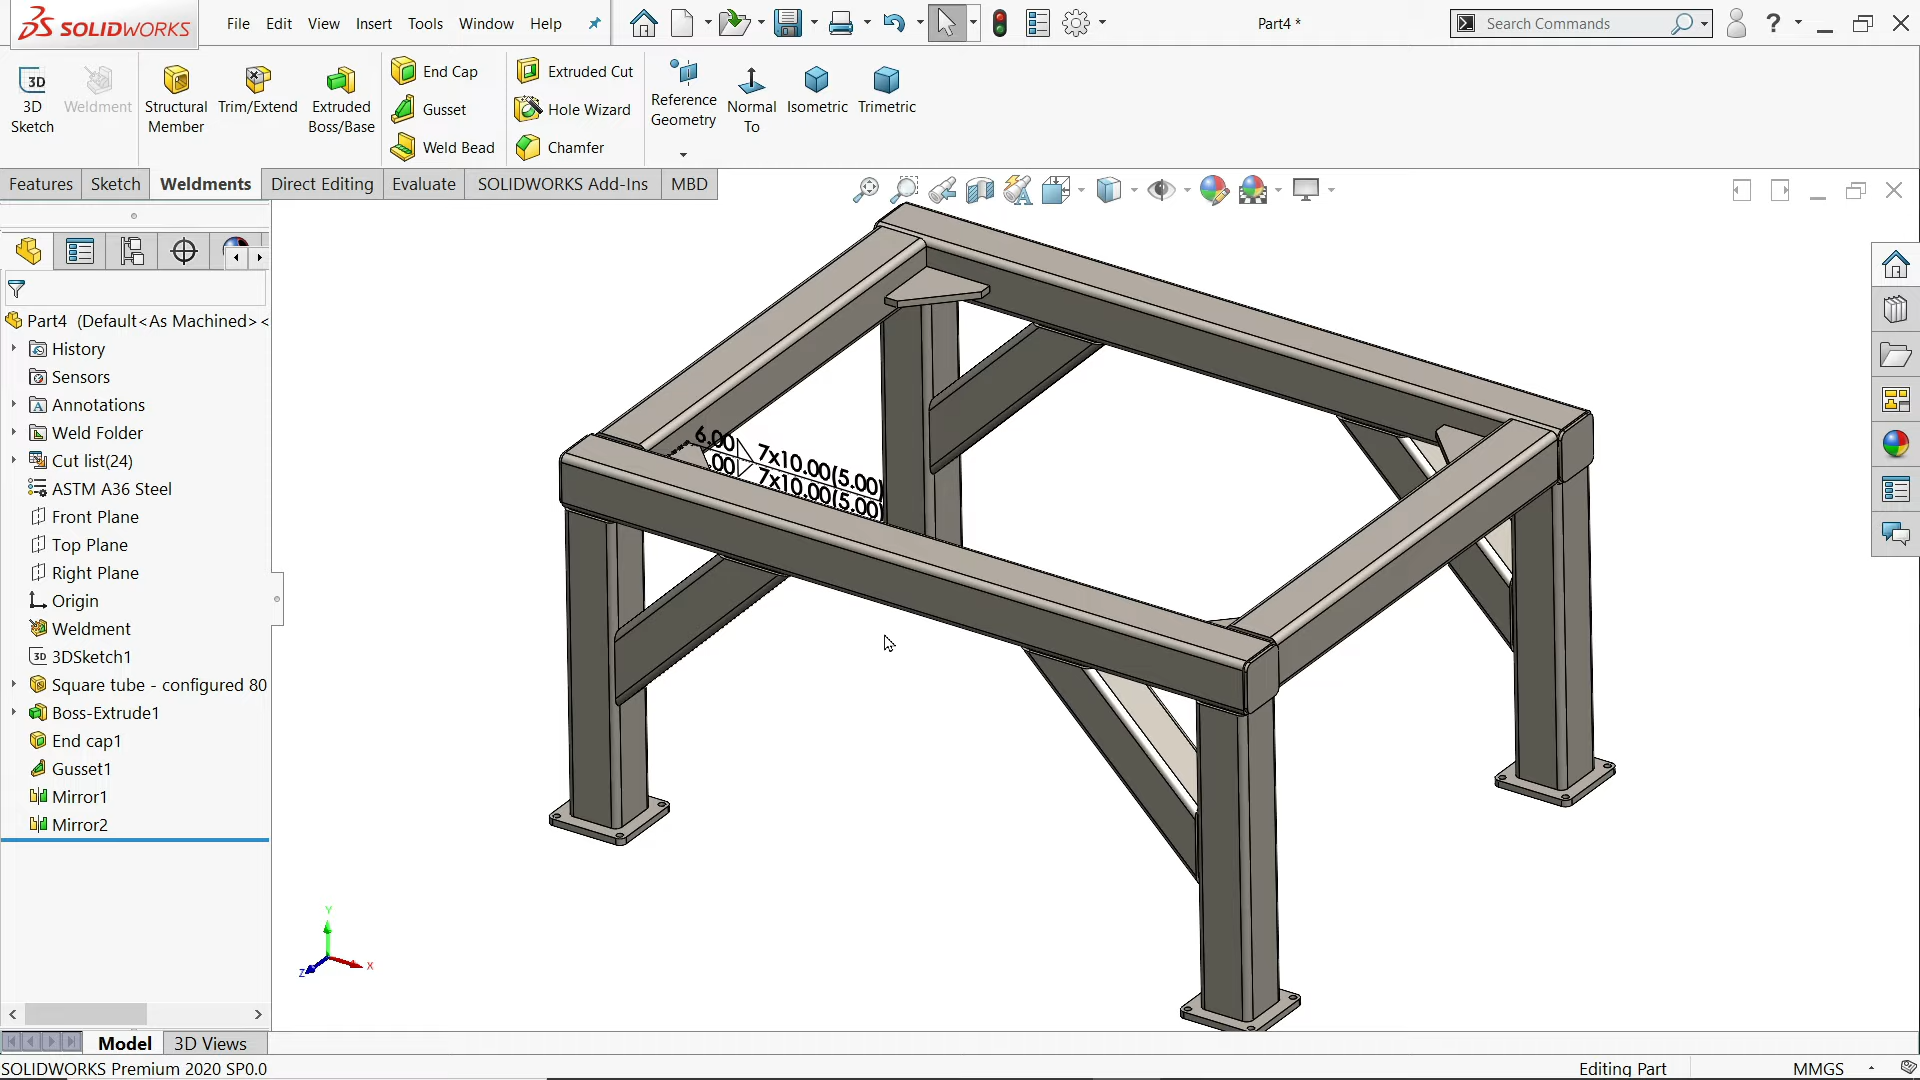 SOLIDWORKS
File Edit View Insert Tools Window Help
Part4 *
Search Commands
?
3D Sketch
Weldment
Structural Member
Trim/Extend
Extruded Boss/Base
End Cap
Gusset
Weld Bead
Extruded Cut
Hole Wizard
Chamfer
Reference Geometry
Normal To
Isometric
Trimetric
Features Sketch Weldments Direct Editing Evaluate SOLIDWORKS Add-Ins MBD
Part4 (Default<As Machined> <
History
Sensors
Annotations
Weld Folder
Cut list(24)
ASTM A36 Steel
Front Plane
Top Plane
Right Plane
Origin
Weldment
3DSketch1
Square tube - configured 80
Boss-Extrude1
End cap1
Gusset1
Mirror1
Mirror2
6.00 7x10.00(5.00)
.00 7x10.00(5.00)
Y
X
Z
Model 3D Views
SOLIDWORKS Premium 2020 SP0.0
Editing Part
MMGS